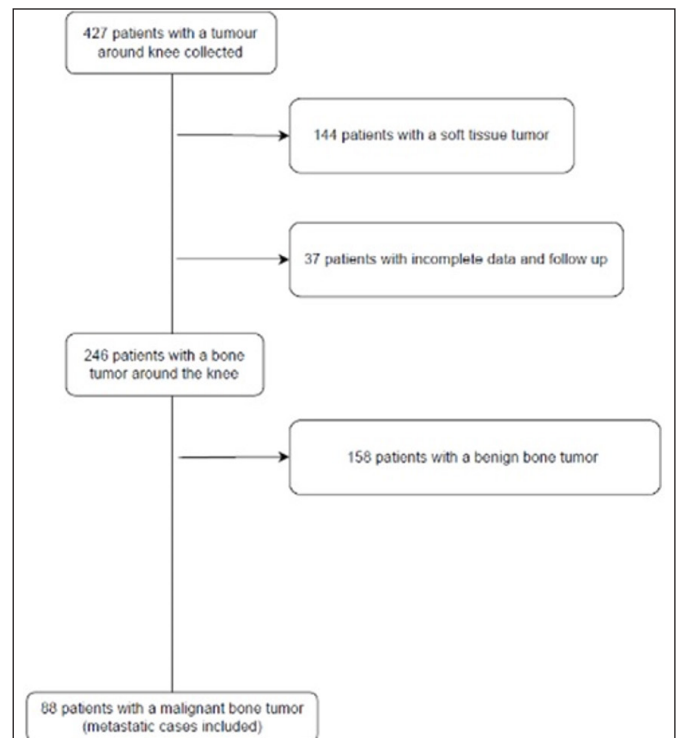 427 patients with a tumour
around knee collected
144 patients with a soft tissue tumor
37 patients with incomplete data and follow up
246 patients with a bone
tumor around the knee
158 patients with a benign bone tumor
88 patients with a malignant bone tumor
(metastatic cases included)